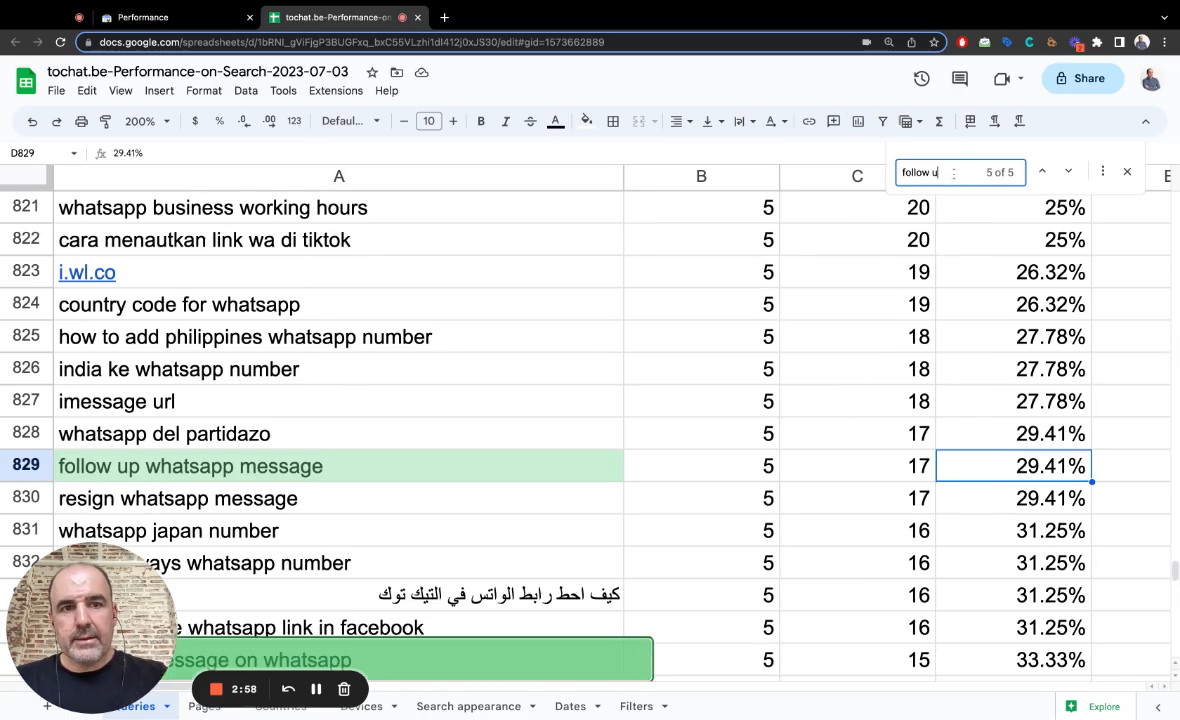 Performance
tochat.be-Performance-on-
docs.google.com/spreadsheets/d/1bRNI_gViFjgP3BUGFxq_bxC55VLzhi1dI412j0xJS30/edit#gid=1573662889
tochat.be-Performance-on-Search-2023-07-03
File Edit View Insert Format Data Tools Extensions Help
Share
200% $ % .0 .00 123 Defaul... 10 B I A
D829 fx 29.41%
follow u 5 of 5
A B C E
821 whatsapp business working hours 5 20 25%
822 cara menautkan link wa di tiktok 5 20 25%
823 i.wl.co 5 19 26.32%
824 country code for whatsapp 5 19 26.32%
825 how to add philippines whatsapp number 5 18 27.78%
826 india ke whatsapp number 5 18 27.78%
827 imessage url 5 18 27.78%
828 whatsapp del partidazo 5 17 29.41%
829 follow up whatsapp message 5 17 29.41%
830 resign whatsapp message 5 17 29.41%
831 whatsapp japan number 5 16 31.25%
832 ays whatsapp number 5 16 31.25%
كيف احط رابط الواتس في التيك توك 5 16 31.25%
e whatsapp link in facebook 5 16 31.25%
essage on whatsapp 5 15 33.33%
2:58
eries Pages Countries Devices Search appearance Dates Filters Explore